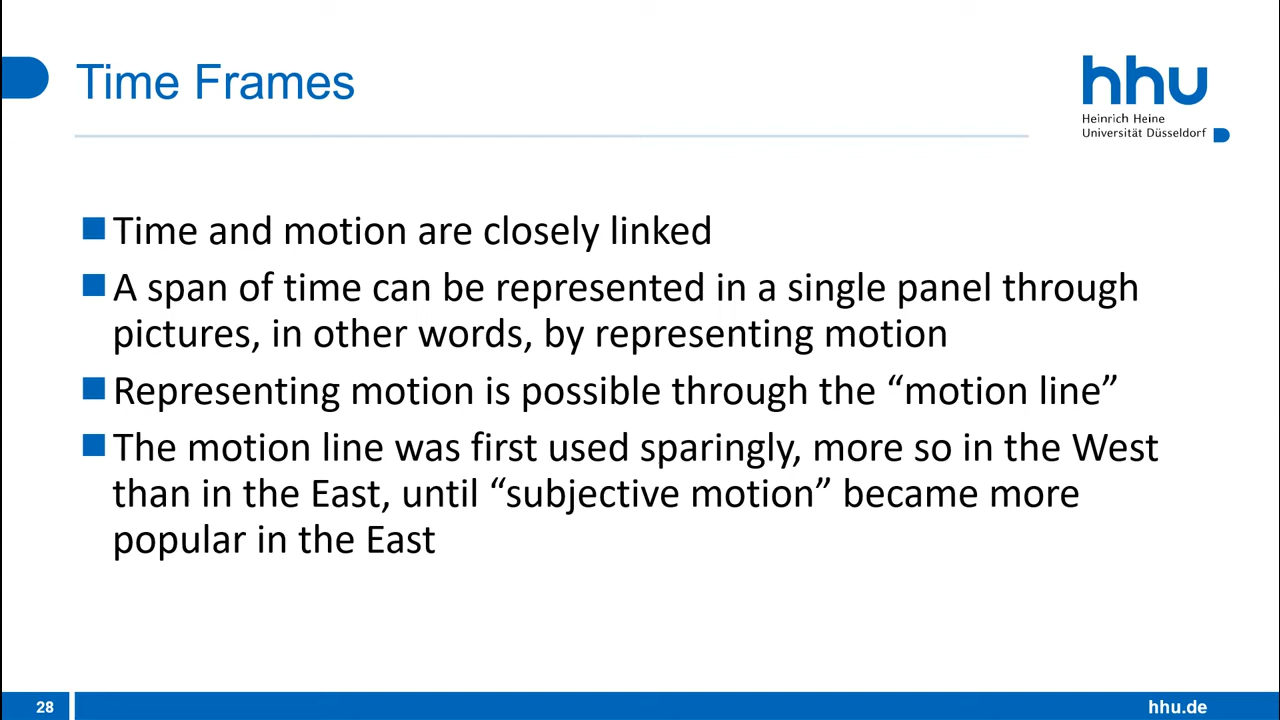 Time Frames
hhu
Heinrich Heine
Universität Düsseldorf
Time and motion are closely linked
A span of time can be represented in a single panel through
pictures, in other words, by representing motion
Representing motion is possible through the “motion line”
The motion line was first used sparingly, more so in the West
than in the East, until “subjective motion” became more
popular in the East
28
hhu.de